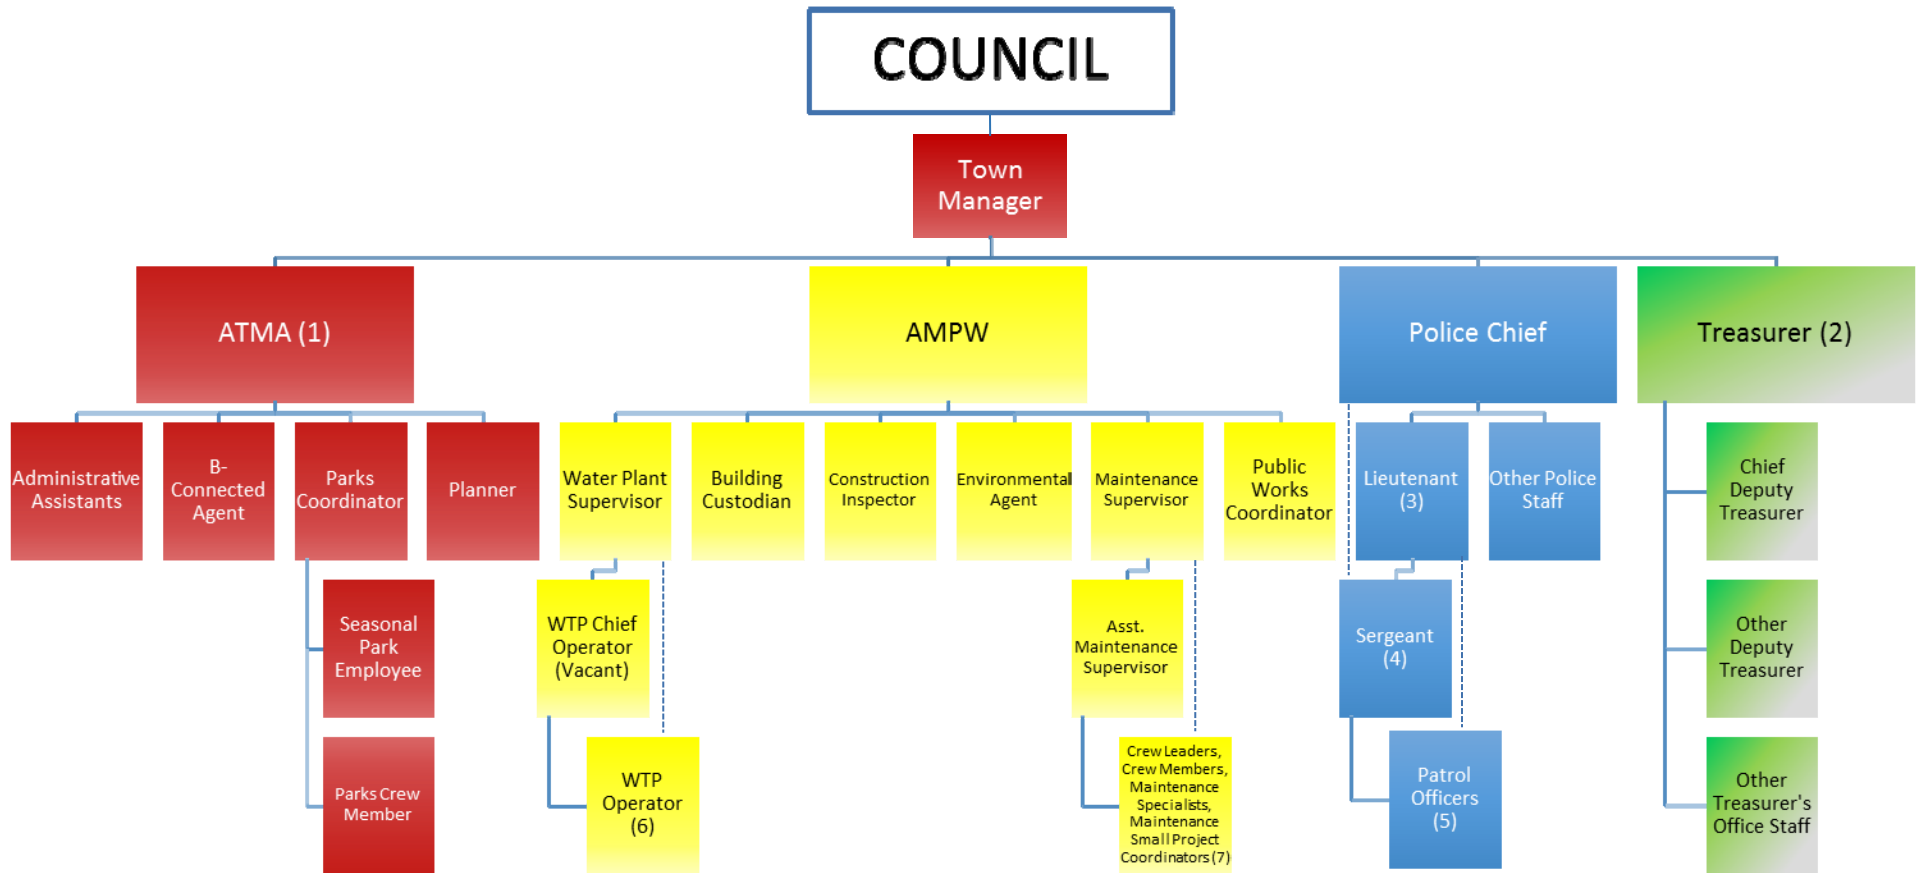 COUNCIL
Town
Manager
ATMA (1)
AMPW
Police Chief
Treasurer (2)
Administrative
Assistants
B-
Connected
Agent
Parks
Coordinator
Planner
Water Plant
Supervisor
Building
Custodian
Construction
Inspector
Environmental
Agent
Maintenance
Supervisor
Public
Works
Coordinator
Lieutenant
(3)
Other Police
Staff
Chief
Deputy
Treasurer
Seasonal
Park
Employee
WTP Chief
Operator
(Vacant)
Asst.
Maintenance
Supervisor
Sergeant
(4)
Other
Deputy
Treasurer
Parks Crew
Member
WTP
Operator
(6)
Crew Leaders,
Crew Members,
Maintenance
Specialists,
Maintenance
Small Project
Coordinators (7)
Patrol
Officers
(5)
Other
Treasurer's
Office Staff